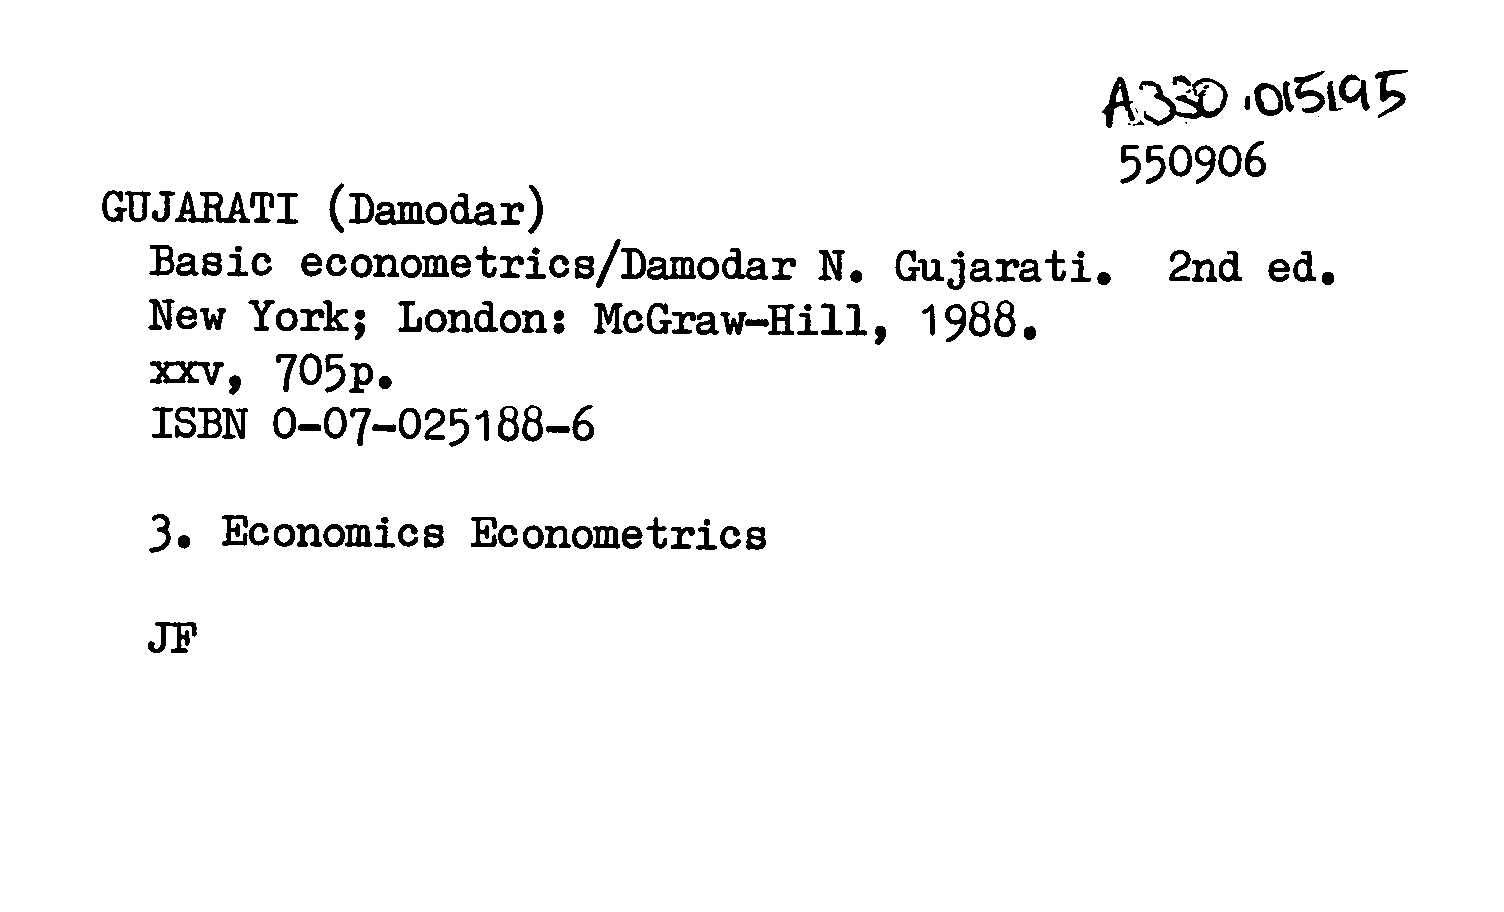 A330.015195
550906
GUJARATI (Damodar)
Basic econometrics/Damodar N. Gujarati. 2nd ed.
New York; London: McGraw-Hill, 1988.
xxv, 705p.
ISBN 0-07-025188-6
3. Economics Econometrics
JF